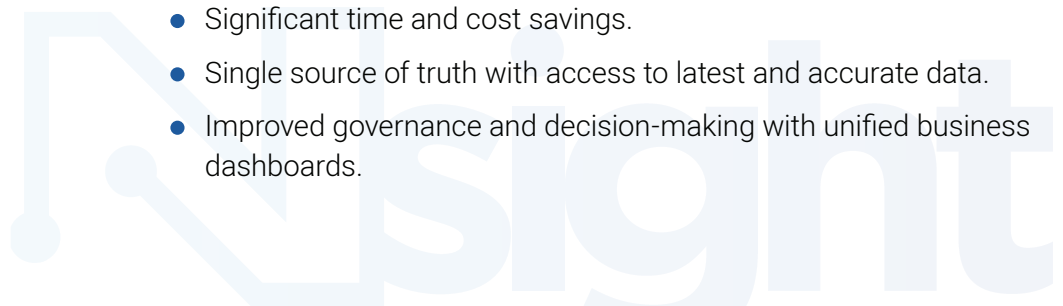 ● Significant time and cost savings.
● Single source of truth with access to latest and accurate data.
● Improved governance and decision-making with unified business
dashboards.
Nsight